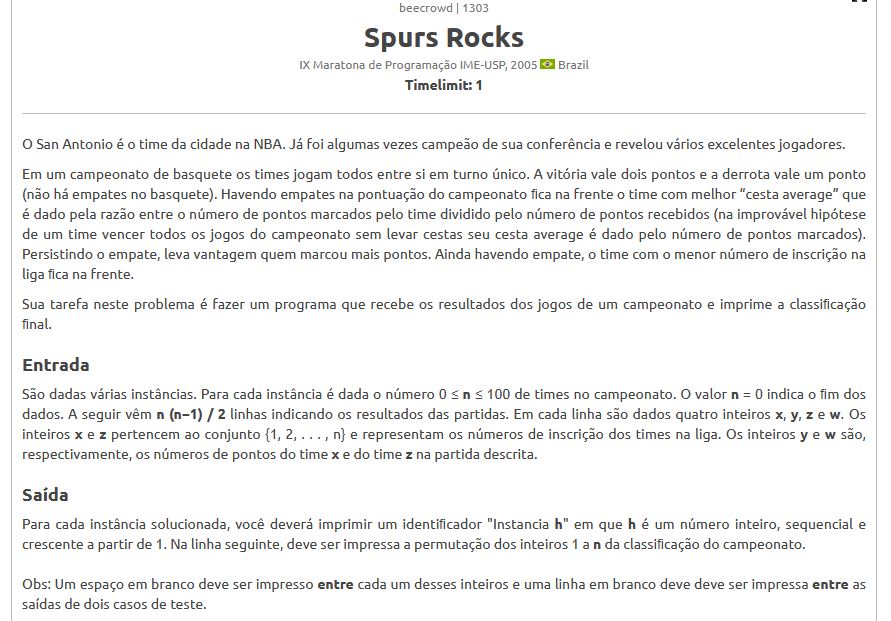 beecrowd | 1303
Spurs Rocks
IX Maratona de Programação IME-USP, 2005 Brazil
Timelimit: 1
O San Antonio é o time da cidade na NBA. Já foi algumas vezes campeão de sua conferência e revelou vários excelentes jogadores.
Em um campeonato de basquete os times jogam todos entre si em turno único. A vitória vale dois pontos e a derrota vale um ponto
(não há empates no basquete). Havendo empates na pontuação do campeonato fica na frente o time com melhor “cesta average” que
é dado pela razão entre o número de pontos marcados pelo time dividido pelo número de pontos recebidos (na improvável hipótese
de um time vencer todos os jogos do campeonato sem levar cestas seu cesta average é dado pelo número de pontos marcados).
Persistindo o empate, leva vantagem quem marcou mais pontos. Ainda havendo empate, o time com o menor número de inscrição na
liga fica na frente.
Sua tarefa neste problema é fazer um programa que recebe os resultados dos jogos de um campeonato e imprime a classificação
final.
Entrada
São dadas várias instâncias. Para cada instância é dada o número 0 ≤ n ≤ 100 de times no campeonato. O valor n = 0 indica o fim dos
dados. A seguir vêm n (n−1) / 2 linhas indicando os resultados das partidas. Em cada linha são dados quatro inteiros x, y, z e w. Os
inteiros x e z pertencem ao conjunto {1, 2, . . . , n} e representam os números de inscrição dos times na liga. Os inteiros y e w são,
respectivamente, os números de pontos do time x e do time z na partida descrita.
Saída
Para cada instância solucionada, você deverá imprimir um identificador "Instancia h" em que h é um número inteiro, sequencial e
crescente a partir de 1. Na linha seguinte, deve ser impressa a permutação dos inteiros 1 a n da classificação do campeonato.
Obs: Um espaço em branco deve ser impresso entre cada um desses inteiros e uma linha em branco deve deve ser impressa entre as
saídas de dois casos de teste.